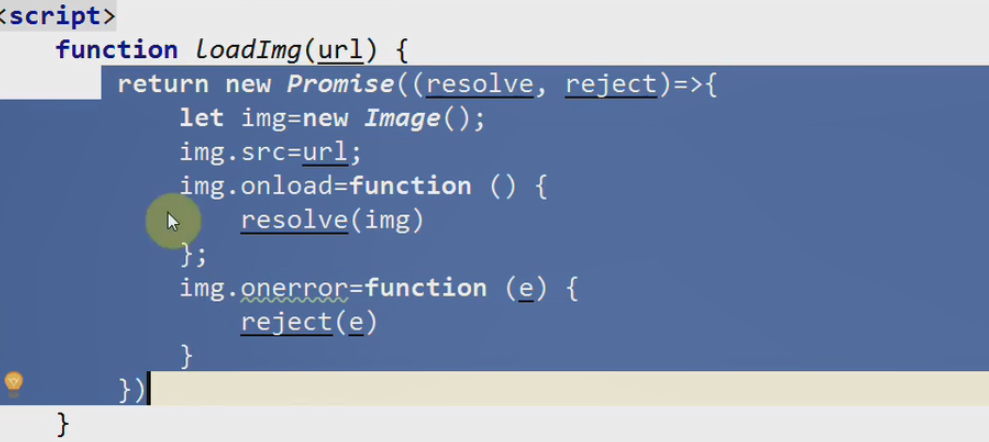 <script>
function loadImg(url) {
return new Promise((resolve, reject)=>{
let img=new Image();
img.src=url;
img.onload=function () {
resolve(img)
};
img.onerror=function (e) {
reject(e)
}
})
}